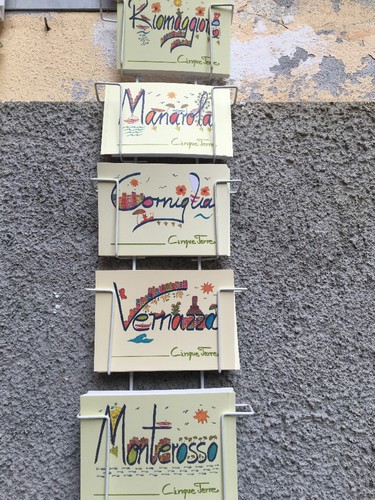 Riomaggiore
Cinque Terre
Manarola
Cinque Terre
Corniglia
Cinque Terre
Vernazza
Cinque Terre
Monterosso
Cinque Terre